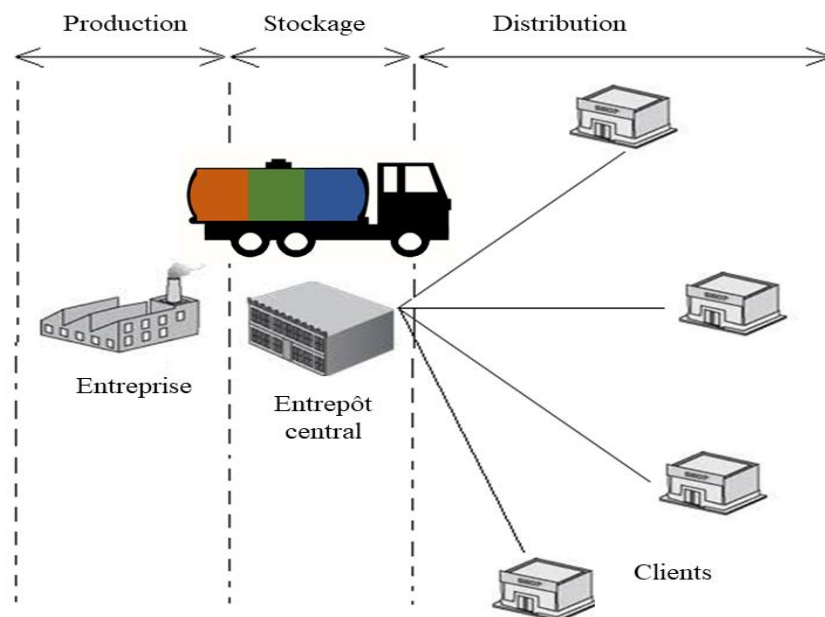 Production
Stockage
Distribution
Entreprise
Entrepôt
central
Clients